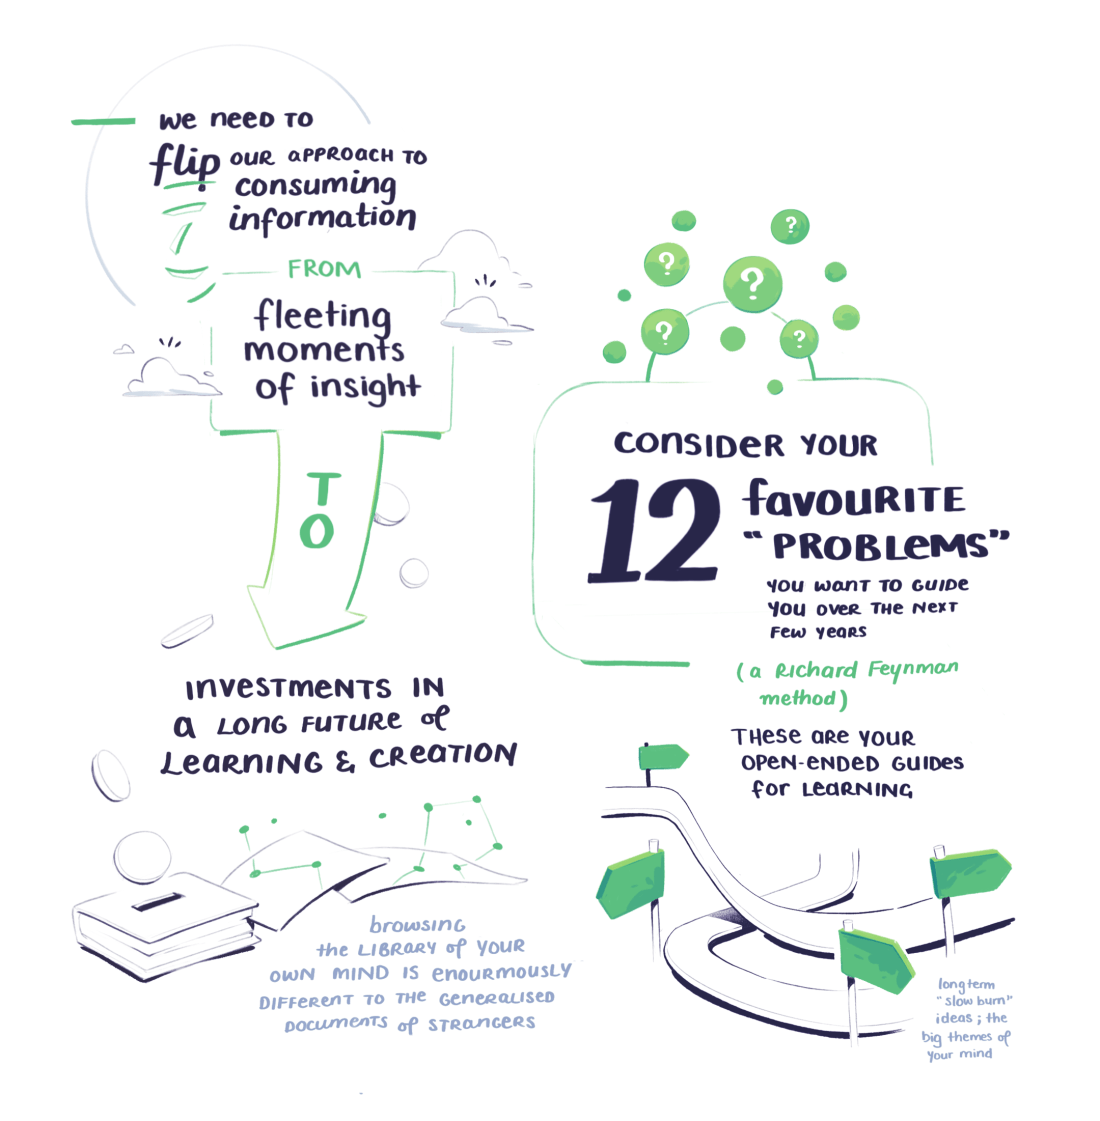 We need to
flip our approach to
consuming
information
FROM
fleeting
moments
of insight
TO
Investments in
a long future of
learning & creation
browsing
the library of your
own mind is enourmously
different to the generalised
documents of strangers
? ? ? ? ?
Consider your
12 favourite
"problems"
you want to guide
you over the next
few years
(a Richard Feynman
method)
These are your
open-ended guides
for learning
long term
"slow burn"
ideas; the
big themes of
your mind